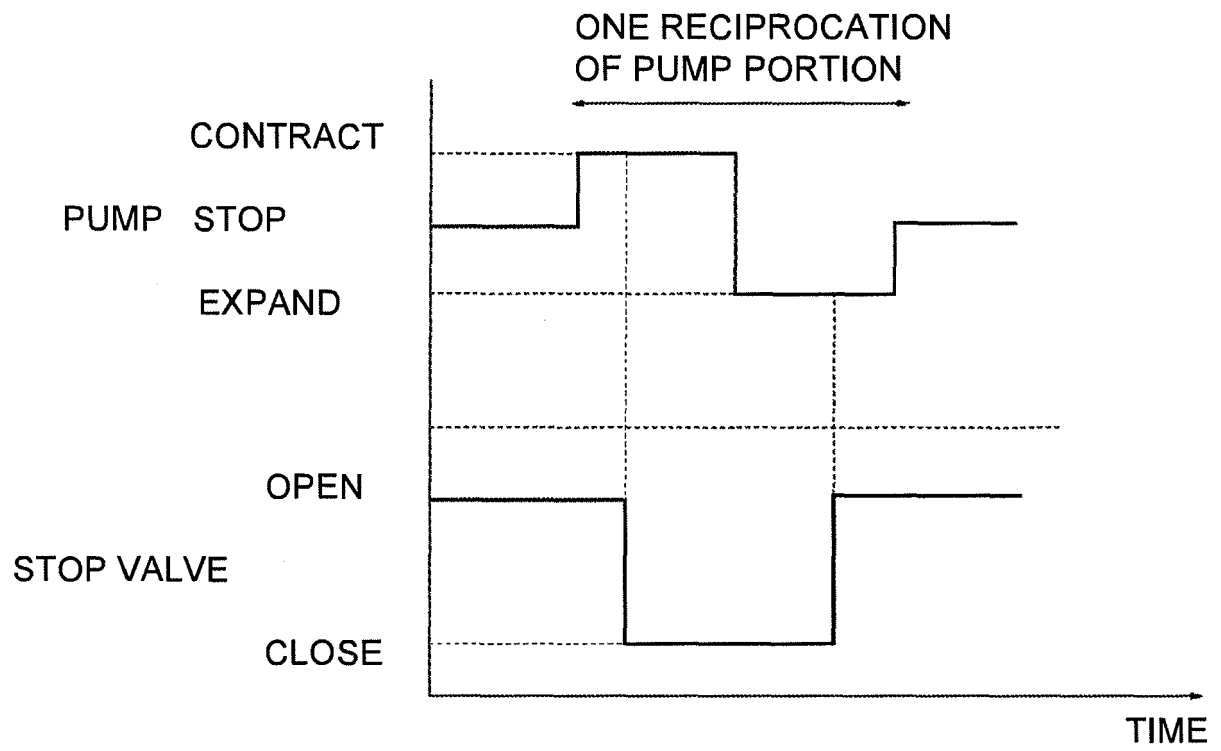 ONE RECIPROCATION
OF PUMP PORTION
CONTRACT
PUMP STOP
EXPAND
OPEN
STOP VALVE
CLOSE
TIME